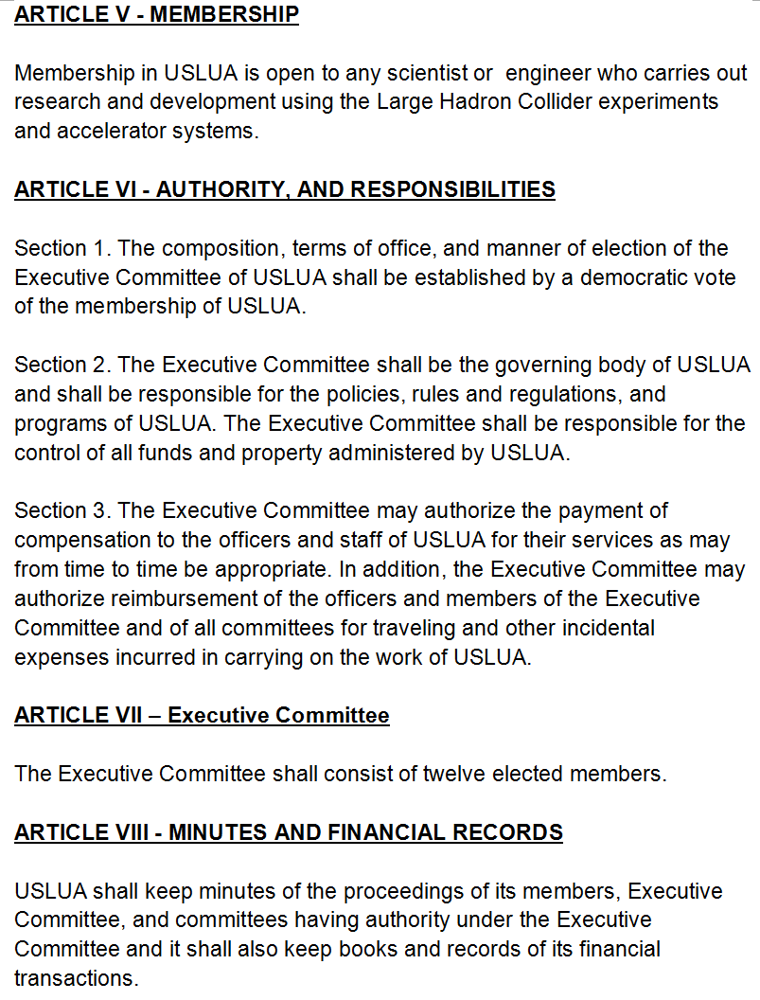 ARTICLE V - MEMBERSHIP
Membership in USLUA is open to any scientist or  engineer who carries out
research and development using the Large Hadron Collider experiments
and accelerator systems.
ARTICLE VI - AUTHORITY, AND RESPONSIBILITIES
Section 1. The composition, terms of office, and manner of election of the
Executive Committee of USLUA shall be established by a democratic vote
of the membership of USLUA.
Section 2. The Executive Committee shall be the governing body of USLUA
and shall be responsible for the policies, rules and regulations, and
programs of USLUA. The Executive Committee shall be responsible for the
control of all funds and property administered by USLUA.
Section 3. The Executive Committee may authorize the payment of
compensation to the officers and staff of USLUA for their services as may
from time to time be appropriate. In addition, the Executive Committee may
authorize reimbursement of the officers and members of the Executive
Committee and of all committees for traveling and other incidental
expenses incurred in carrying on the work of USLUA.
ARTICLE VII – Executive Committee
The Executive Committee shall consist of twelve elected members.
ARTICLE VIII - MINUTES AND FINANCIAL RECORDS
USLUA shall keep minutes of the proceedings of its members, Executive
Committee, and committees having authority under the Executive
Committee and it shall also keep books and records of its financial
transactions.